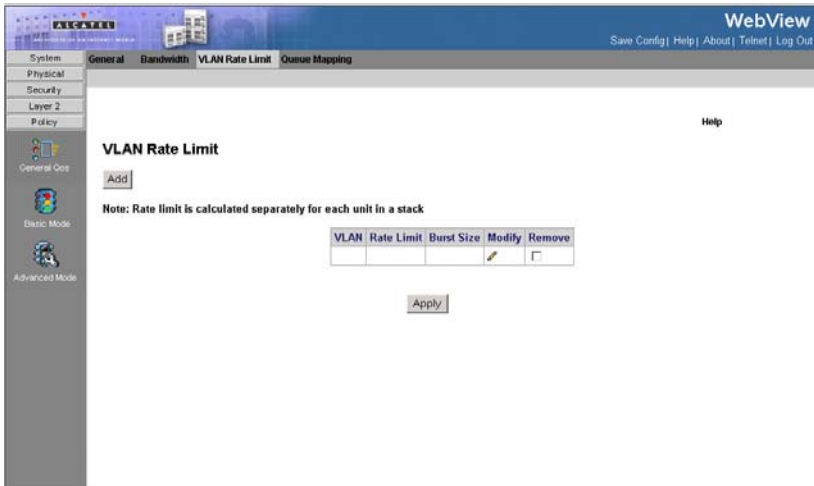 ALCATEL
WebView
Save Config | Help | About | Telnet | Log Out
System
Physical
Security
Layer 2
Policy
General Qos
Basic Mode
Advanced Mode
General Bandwidth VLAN Rate Limit Queue Mapping
Help
VLAN Rate Limit
Add
Note: Rate limit is calculated separately for each unit in a stack
VLAN Rate Limit Burst Size Modify Remove
Apply